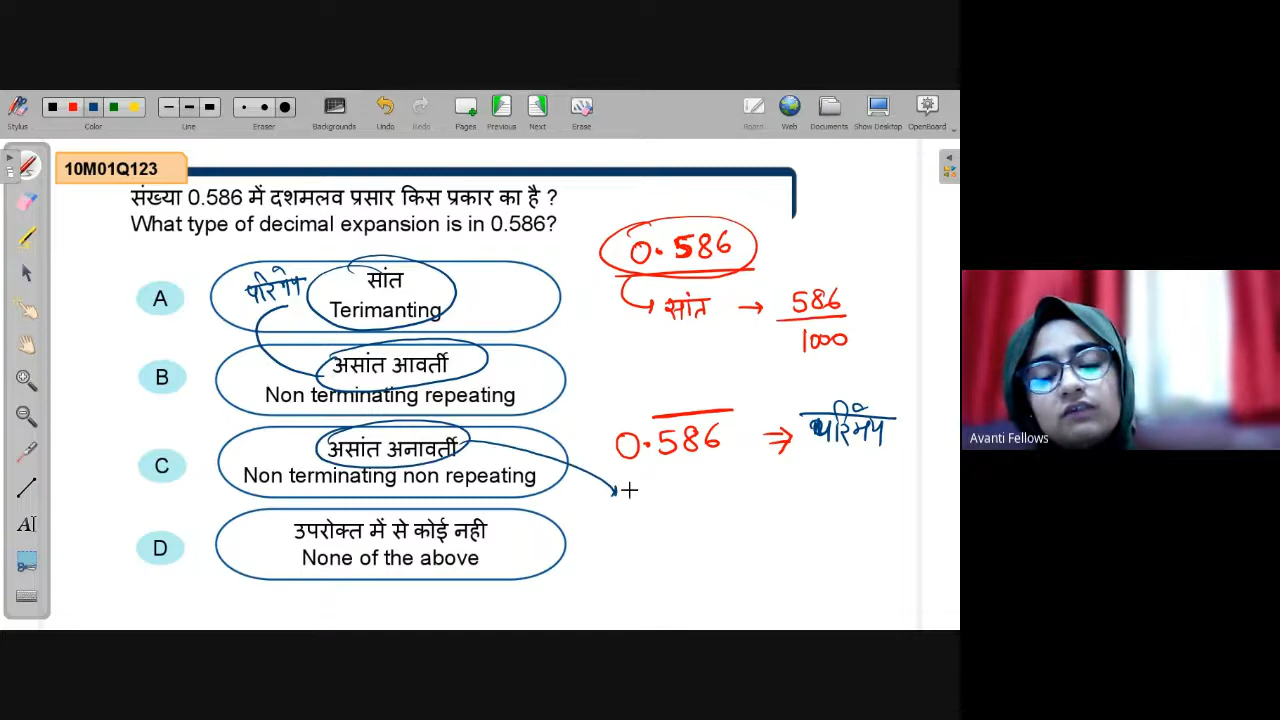 Stylus
Color
Line
Eraser
Backgrounds
Undo
Redo
Pages
Previous
Next
Erase
Board
Web
Documents
Show Desktop
OpenBoard
10M01Q123
संख्या 0.586 में दशमलव प्रसार किस प्रकार का है ?
What type of decimal expansion is in 0.586?
A
परिमेय
सांत
Terimanting
B
असांत आवर्ती
Non terminating repeating
C
असांत अनावर्ती
Non terminating non repeating
D
उपरोक्त में से कोई नही
None of the above
0.586
सांत → 586
1000
0.586 ⇒ परिमेय
Avanti Fellows